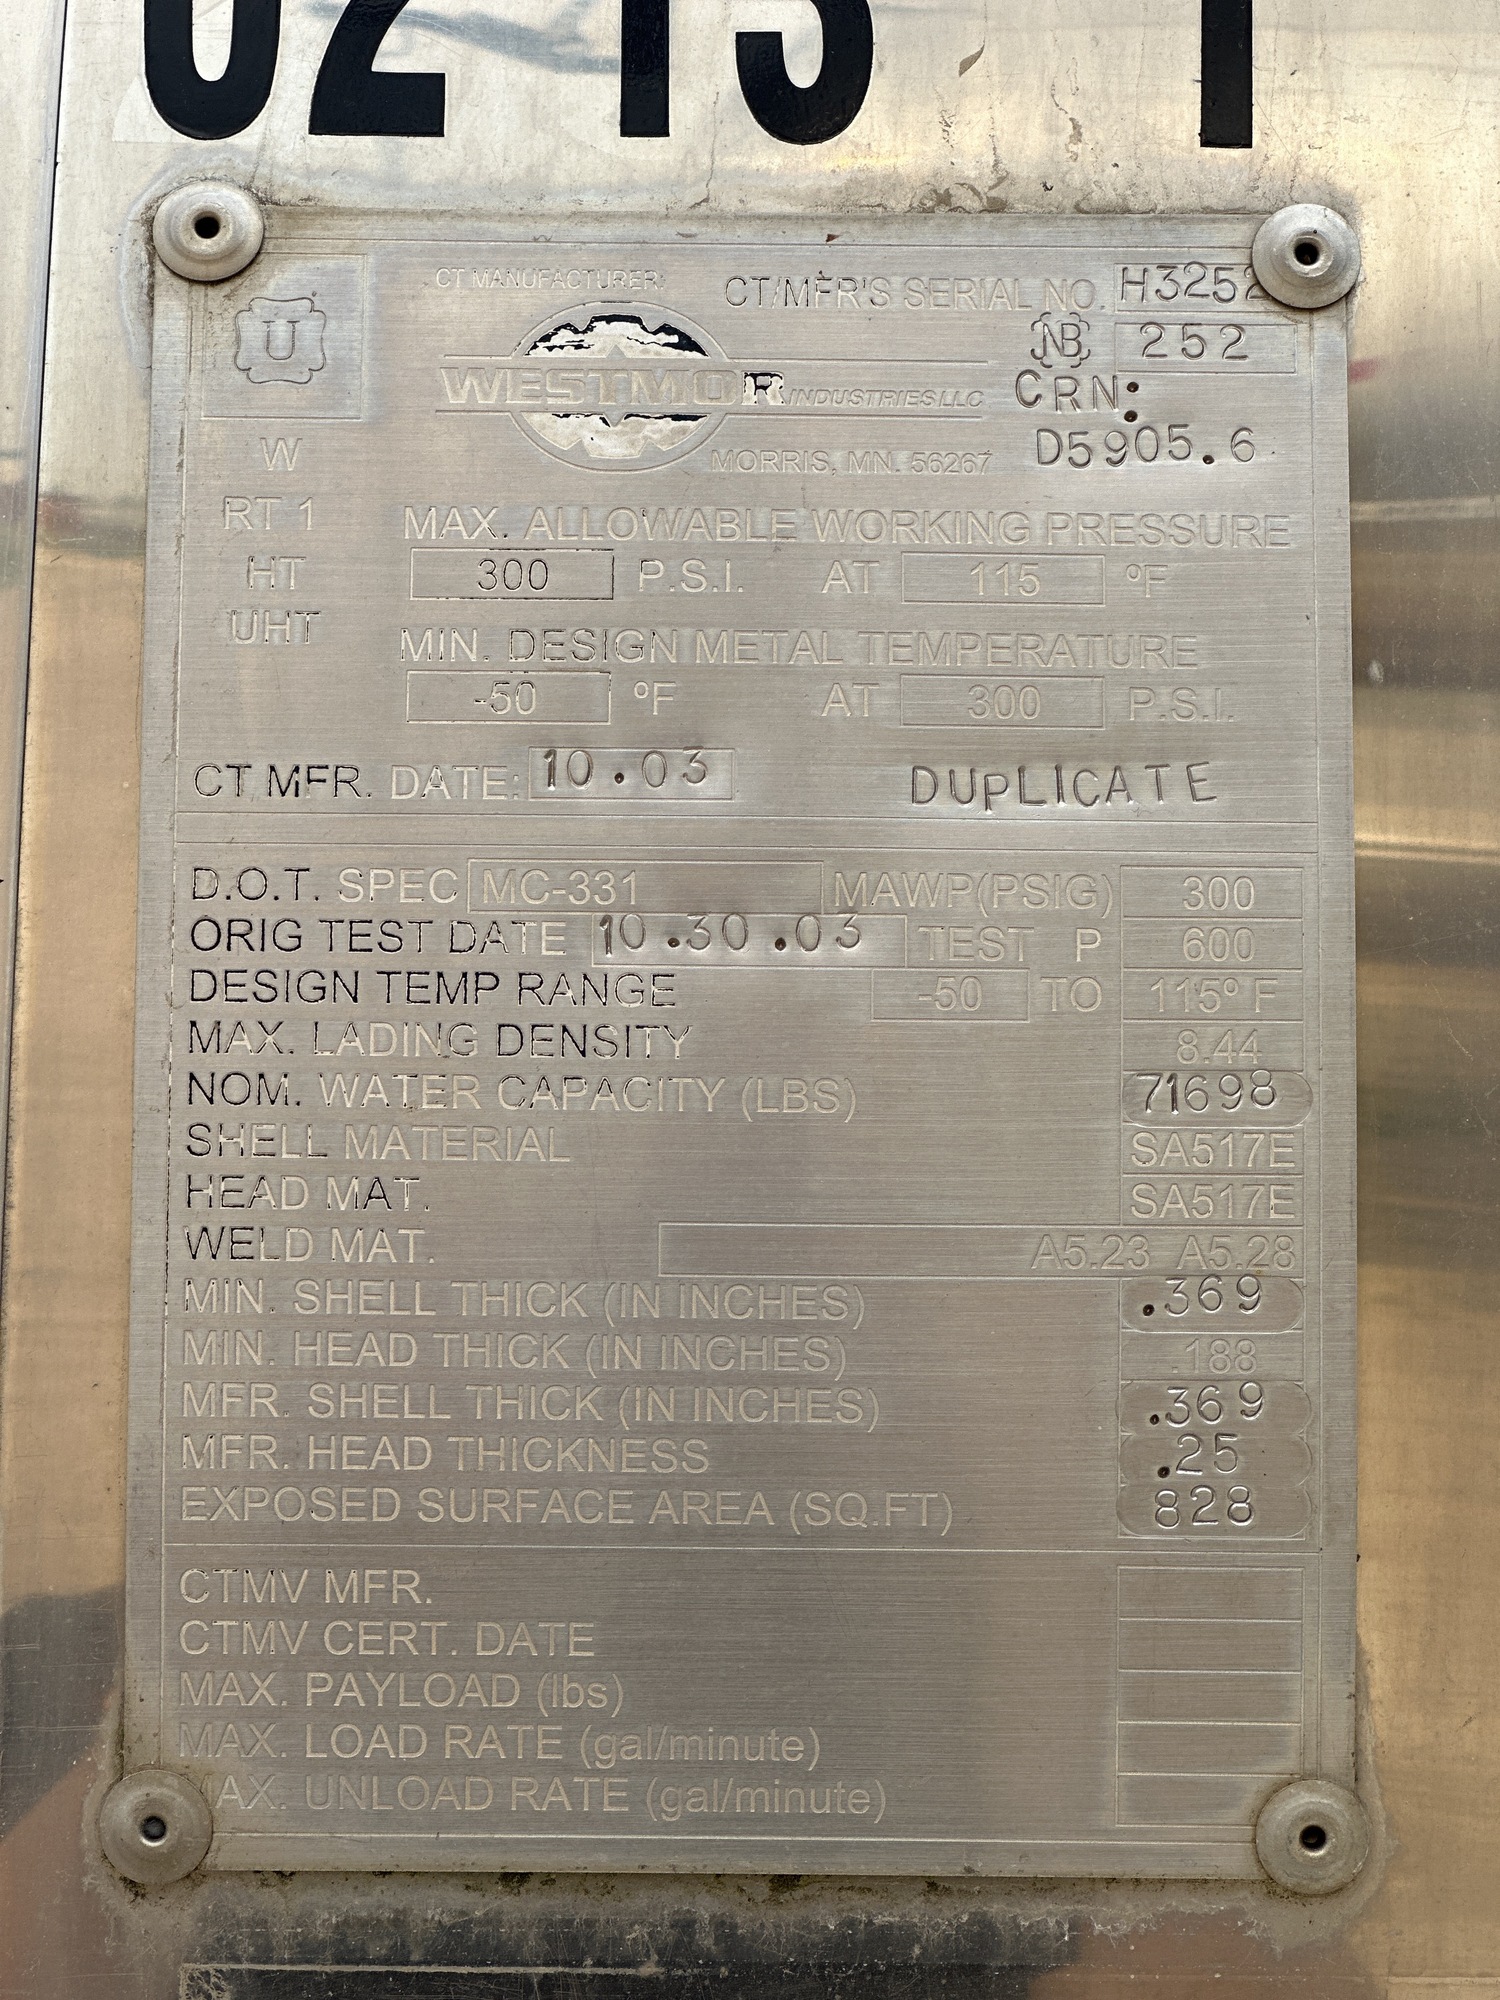 U
CT MANUFACTURER:
CT/MFR'S SERIAL NO. H3252
NB 252
WESTMOR INDUSTRIES LLC
CRN:
D5905.6
MORRIS, MN. 56267
W
RT 1
HT
UHT
MAX. ALLOWABLE WORKING PRESSURE
300 P.S.I. AT 115 ºF
MIN. DESIGN METAL TEMPERATURE
-50 ºF AT 300 P.S.I.
CT MFR. DATE: 10.03 DUPLICATE
D.O.T. SPEC MC-331 MAWP(PSIG) 300
ORIG TEST DATE 10.30.03 TEST P 600
DESIGN TEMP RANGE -50 TO 115º F
MAX. LADING DENSITY 8.44
NOM. WATER CAPACITY (LBS) 71698
SHELL MATERIAL SA517E
HEAD MAT. SA517E
WELD MAT. A5.23 A5.28
MIN. SHELL THICK (IN INCHES) .369
MIN. HEAD THICK (IN INCHES) .188
MFR. SHELL THICK (IN INCHES) .369
MFR. HEAD THICKNESS .25
EXPOSED SURFACE AREA (SQ.FT) 828
CTMV MFR.
CTMV CERT. DATE
MAX. PAYLOAD (lbs)
MAX. LOAD RATE (gal/minute)
MAX. UNLOAD RATE (gal/minute)